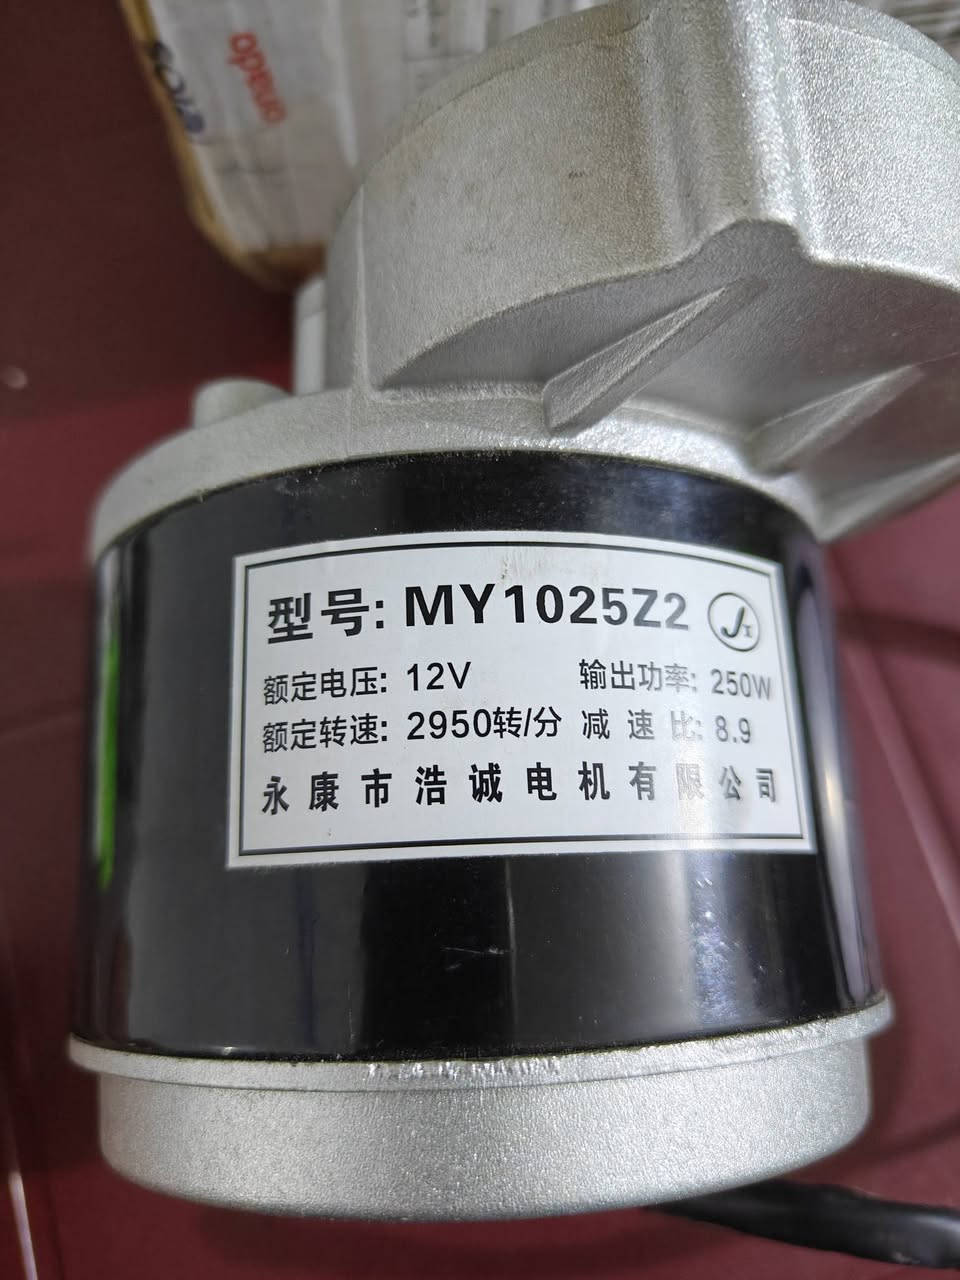 onedo
型号: MY1025Z2 JX
额定电压: 12V 输出功率: 250W
额定转速: 2950转/分 减速比: 8.9
永康市浩诚电机有限公司